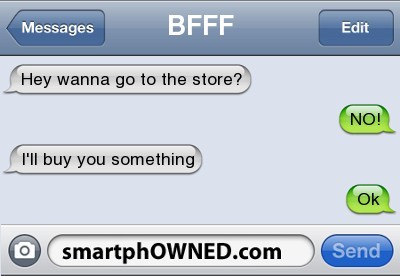 Messages BFFF Edit
Hey wanna go to the store?
NO!
I'll buy you something
Ok
smartphOWNED.com Send